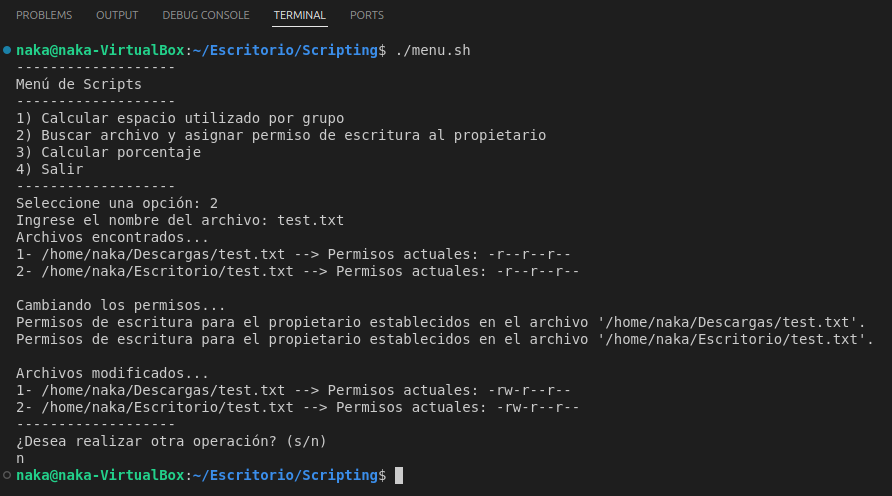 PROBLEMS OUTPUT DEBUG CONSOLE TERMINAL PORTS
naka@naka-VirtualBox:~/Escritorio/Scripting$ ./menu.sh
-------------------
Menú de Scripts
-------------------
1) Calcular espacio utilizado por grupo
2) Buscar archivo y asignar permiso de escritura al propietario
3) Calcular porcentaje
4) Salir
-------------------
Seleccione una opción: 2
Ingrese el nombre del archivo: test.txt
Archivos encontrados...
1- /home/naka/Descargas/test.txt --> Permisos actuales: -r--r--r--
2- /home/naka/Escritorio/test.txt --> Permisos actuales: -r--r--r--
Cambiando los permisos...
Permisos de escritura para el propietario establecidos en el archivo '/home/naka/Descargas/test.txt'.
Permisos de escritura para el propietario establecidos en el archivo '/home/naka/Escritorio/test.txt'.
Archivos modificados...
1- /home/naka/Descargas/test.txt --> Permisos actuales: -rw-r--r--
2- /home/naka/Escritorio/test.txt --> Permisos actuales: -rw-r--r--
-------------------
¿Desea realizar otra operación? (s/n)
n
naka@naka-VirtualBox:~/Escritorio/Scripting$